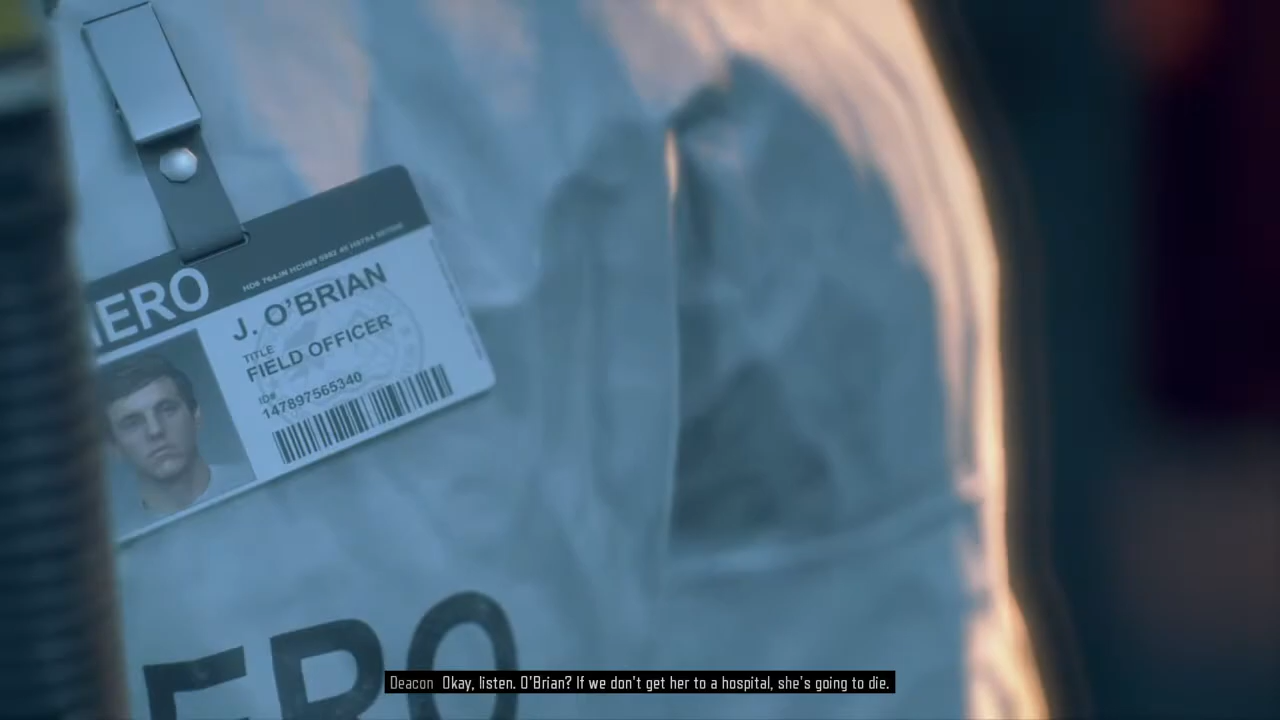 NERO
J. O'BRIAN
TITLE
FIELD OFFICER
ID#
147897565340
ERO
Deacon Okay, listen. O'Brian? If we don't get her to a hospital, she's going to die.